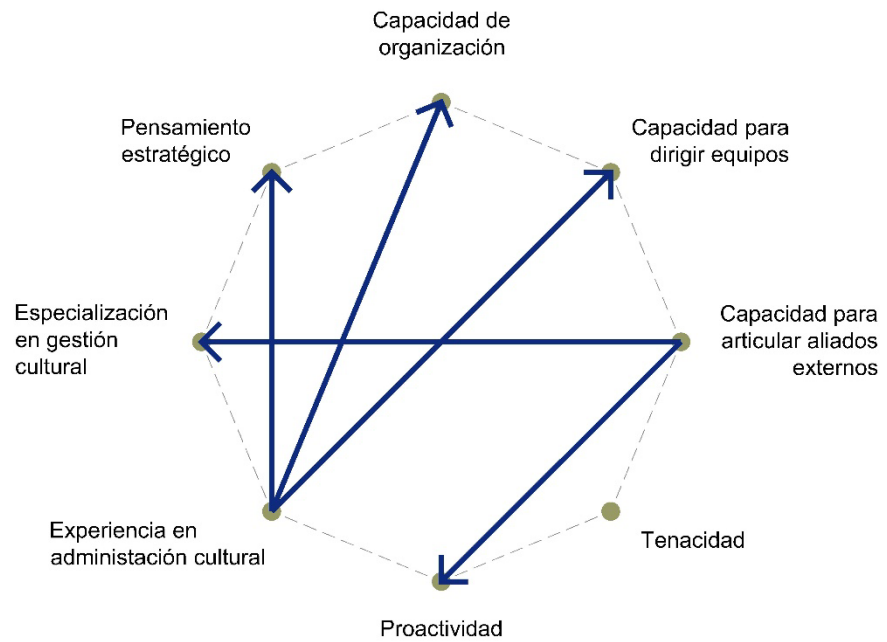 Capacidad de
organización
Pensamiento
estratégico
Capacidad para
dirigir equipos
Especialización
en gestión
cultural
Capacidad para
articular aliados
externos
Experiencia en
administación cultural
Tenacidad
Proactividad